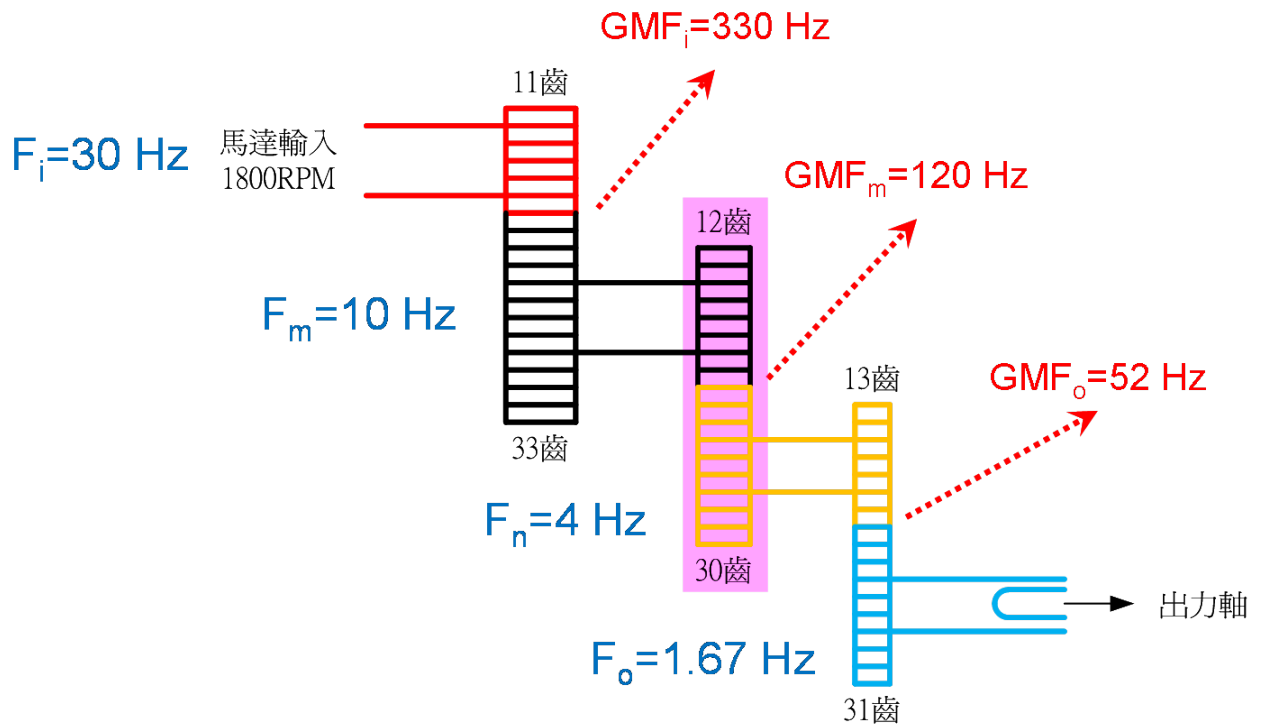 GMFi=330 Hz
11齒
Fi=30 Hz
馬達輸入
1800RPM
GMFm=120 Hz
12齒
Fm=10 Hz
13齒
GMFo=52 Hz
33齒
Fn=4 Hz
30齒
出力軸
Fo=1.67 Hz
31齒